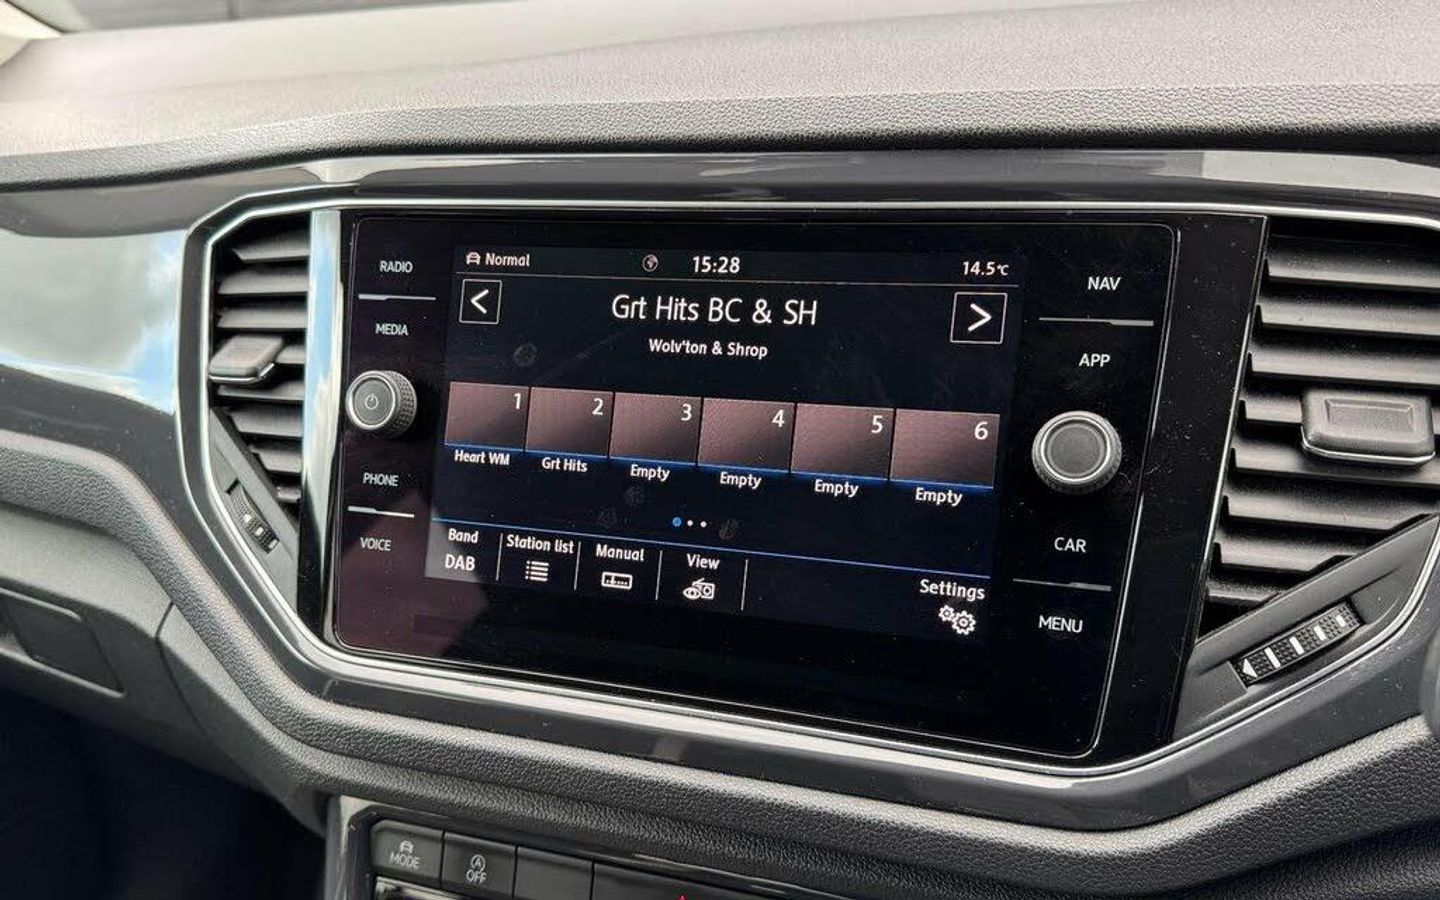 RADIO
MEDIA
PHONE
VOICE
Normal 15:28 14.5°C
<
Grt Hits BC & SH
>
Wolv'ton & Shrop
1 2 3 4 5 6
Heart WM Grt Hits Empty Empty Empty Empty
Band Station list Manual View Settings
DAB
NAV
APP
CAR
MENU
MODE
A OFF